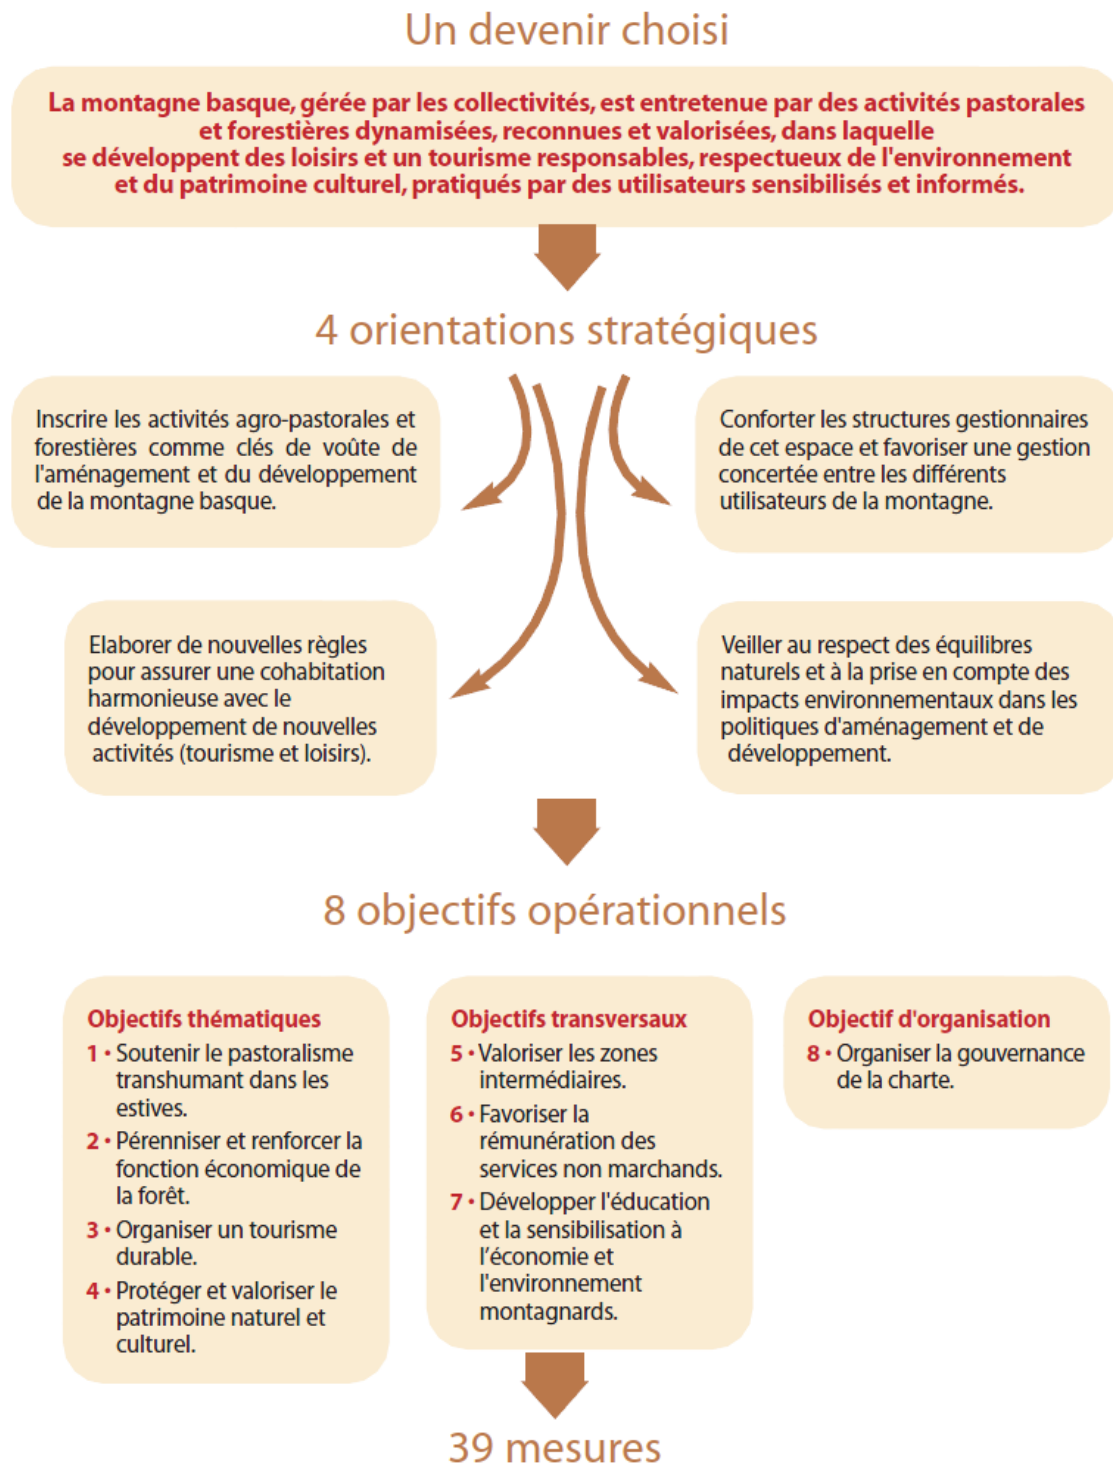 Un devenir choisi
La montagne basque, gérée par les collectivités, est entretenue par des activités pastorales
et forestières dynamisées, reconnues et valorisées, dans laquelle
se développent des loisirs et un tourisme responsables, respectueux de l'environnement
et du patrimoine culturel, pratiqués par des utilisateurs sensibilisés et informés.
4 orientations stratégiques
Inscrire les activités agro-pastorales et
forestières comme clés de voûte de
l'aménagement et du développement
de la montagne basque.
Conforter les structures gestionnaires
de cet espace et favoriser une gestion
concertée entre les différents
utilisateurs de la montagne.
Elaborer de nouvelles règles
pour assurer une cohabitation
harmonieuse avec le
développement de nouvelles
activités (tourisme et loisirs).
Veiller au respect des équilibres
naturels et à la prise en compte des
impacts environnementaux dans les
politiques d'aménagement et de
développement.
8 objectifs opérationnels
Objectifs thématiques
1 • Soutenir le pastoralisme
transhumant dans les
estives.
2 • Pérenniser et renforcer la
fonction économique de
la forêt.
3 • Organiser un tourisme
durable.
4 • Protéger et valoriser le
patrimoine naturel et
culturel.
Objectifs transversaux
5 • Valoriser les zones
intermédiaires.
6 • Favoriser la
rémunération des
services non marchands.
7 • Développer l'éducation
et la sensibilisation à
l’économie et
l'environnement
montagnards.
Objectif d'organisation
8 • Organiser la gouvernance
de la charte.
39 mesures